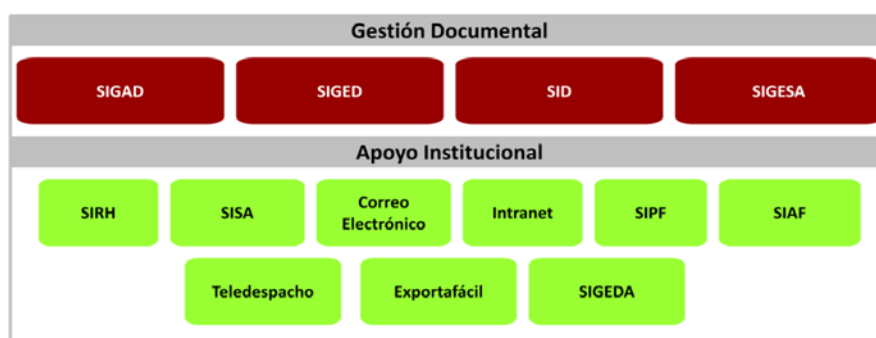 Gestión Documental
SIGAD
SIGED
SID
SIGESA
Apoyo Institucional
SIRH
SISA
Correo
Electrónico
Intranet
SIPF
SIAF
Teledespacho
Exportafácil
SIGEDA